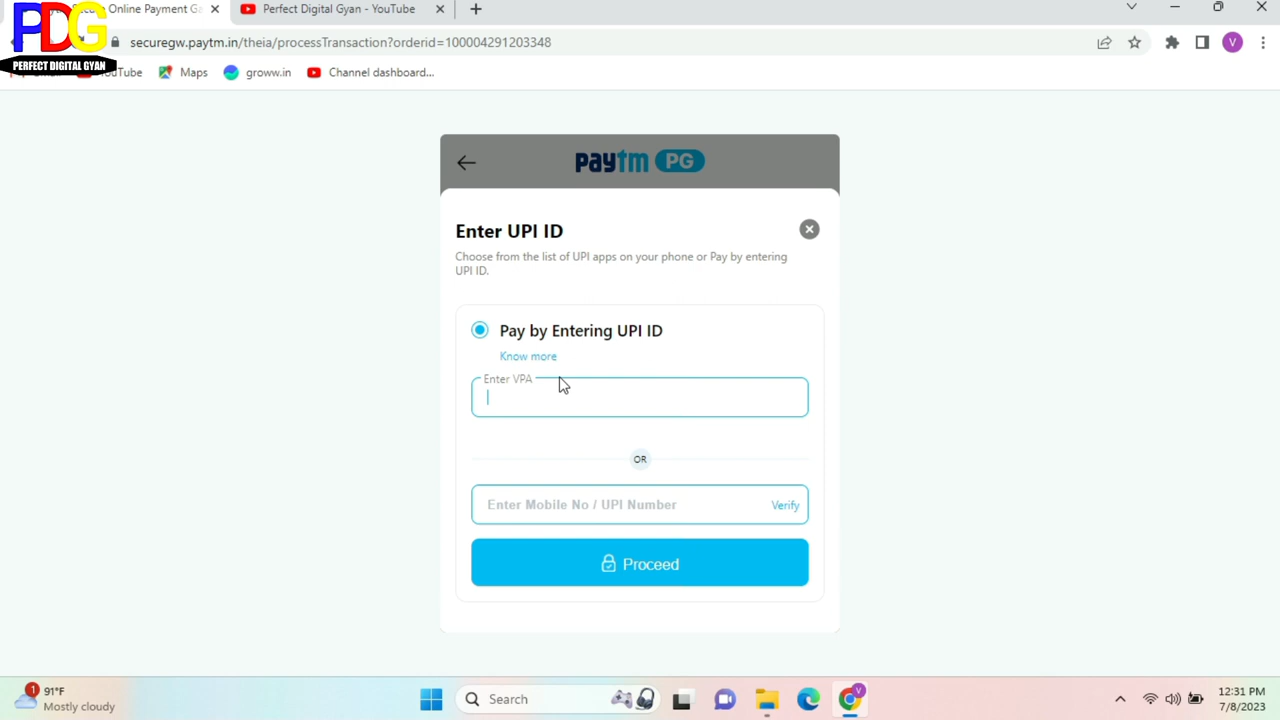 PDG
PERFECT DIGITAL GYAN
Online Payment Ga
Perfect Digital Gyan - YouTube
securegw.paytm.in/theia/processTransaction?orderid=100004291203348
V
YouTube
Maps
groww.in
Channel dashboard...
paytm PG
Enter UPI ID
Choose from the list of UPI apps on your phone or Pay by entering
UPI ID.
Pay by Entering UPI ID
Know more
Enter VPA
OR
Enter Mobile No / UPI Number
Verify
Proceed
1
91°F
Mostly cloudy
Search
V
12:31 PM
7/8/2023